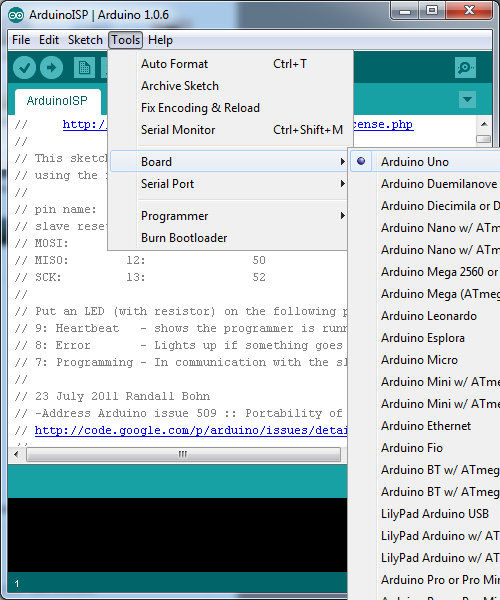 ArduinoISP | Arduino 1.0.6
File Edit Sketch Tools Help
Auto Format Ctrl+T
Archive Sketch
Fix Encoding & Reload
Serial Monitor Ctrl+Shift+M
Board
Serial Port
Programmer
Burn Bootloader
Arduino Uno
Arduino Duemilanove
Arduino Diecimila or D
Arduino Nano w/ ATm
Arduino Nano w/ ATm
Arduino Mega 2560 or
Arduino Mega (ATmeg
Arduino Leonardo
Arduino Esplora
Arduino Micro
Arduino Mini w/ ATme
Arduino Mini w/ ATme
Arduino Ethernet
Arduino Fio
Arduino BT w/ ATmeg
Arduino BT w/ ATmeg
LilyPad Arduino USB
LilyPad Arduino w/ AT
LilyPad Arduino w/ AT
Arduino Pro or Pro Min
ArduinoISP
// http:/ cense.php
//
// This sketc
// using the
//
// pin name:
// slave rese
// MOSI:
// MISO: 12: 50
// SCK: 13: 52
//
// Put an LED (with resistor) on the following p
// 9: Heartbeat - shows the programmer is runn
// 8: Error - Lights up if something goes
// 7: Programming - In communication with the sl
//
// 23 July 2011 Randall Bohn
// -Address Arduino issue 509 :: Portability of
// http://code.google.com/p/arduino/issues/detai
1